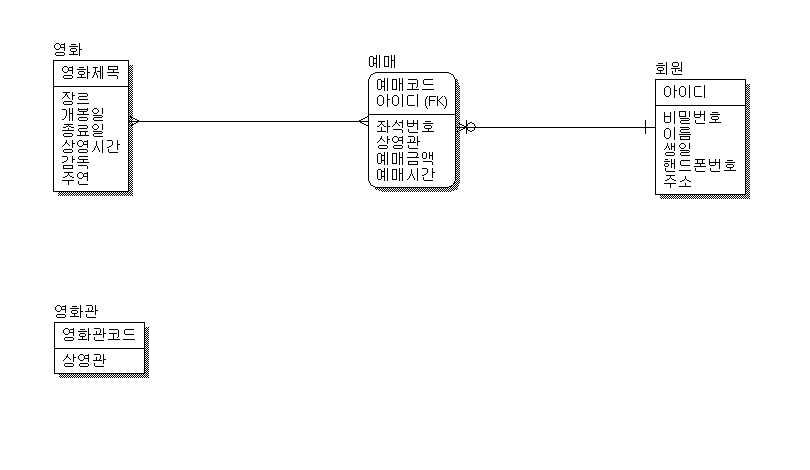 영화
영화제목
장르
개봉일
종료일
상영시간
감독
주연
예매
예매코드
아이디 (FK)
좌석번호
상영관
예매금액
예매시간
회원
아이디
비밀번호
이름
생일
핸드폰번호
주소
영화관
영화관코드
상영관